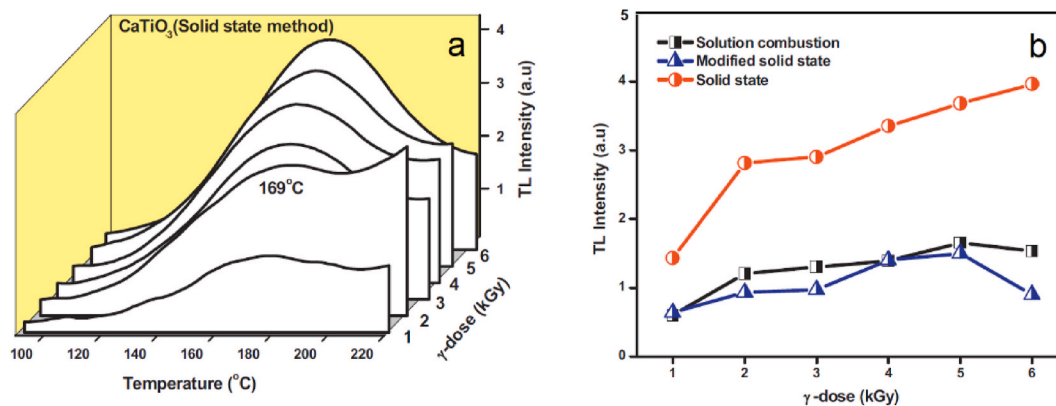 CaTiO3(Solid state method)
a
4
3
2
1
TL Intensity (a.u)
169°C
6
5
4
3
2
1
γ-dose (kGy)
100 120 140 160 180 200 220
Temperature (°C)
b
5
4
3
2
1
0
TL Intensity (a.u)
Solution combustion
Modified solid state
Solid state
1 2 3 4 5 6
γ-dose (kGy)